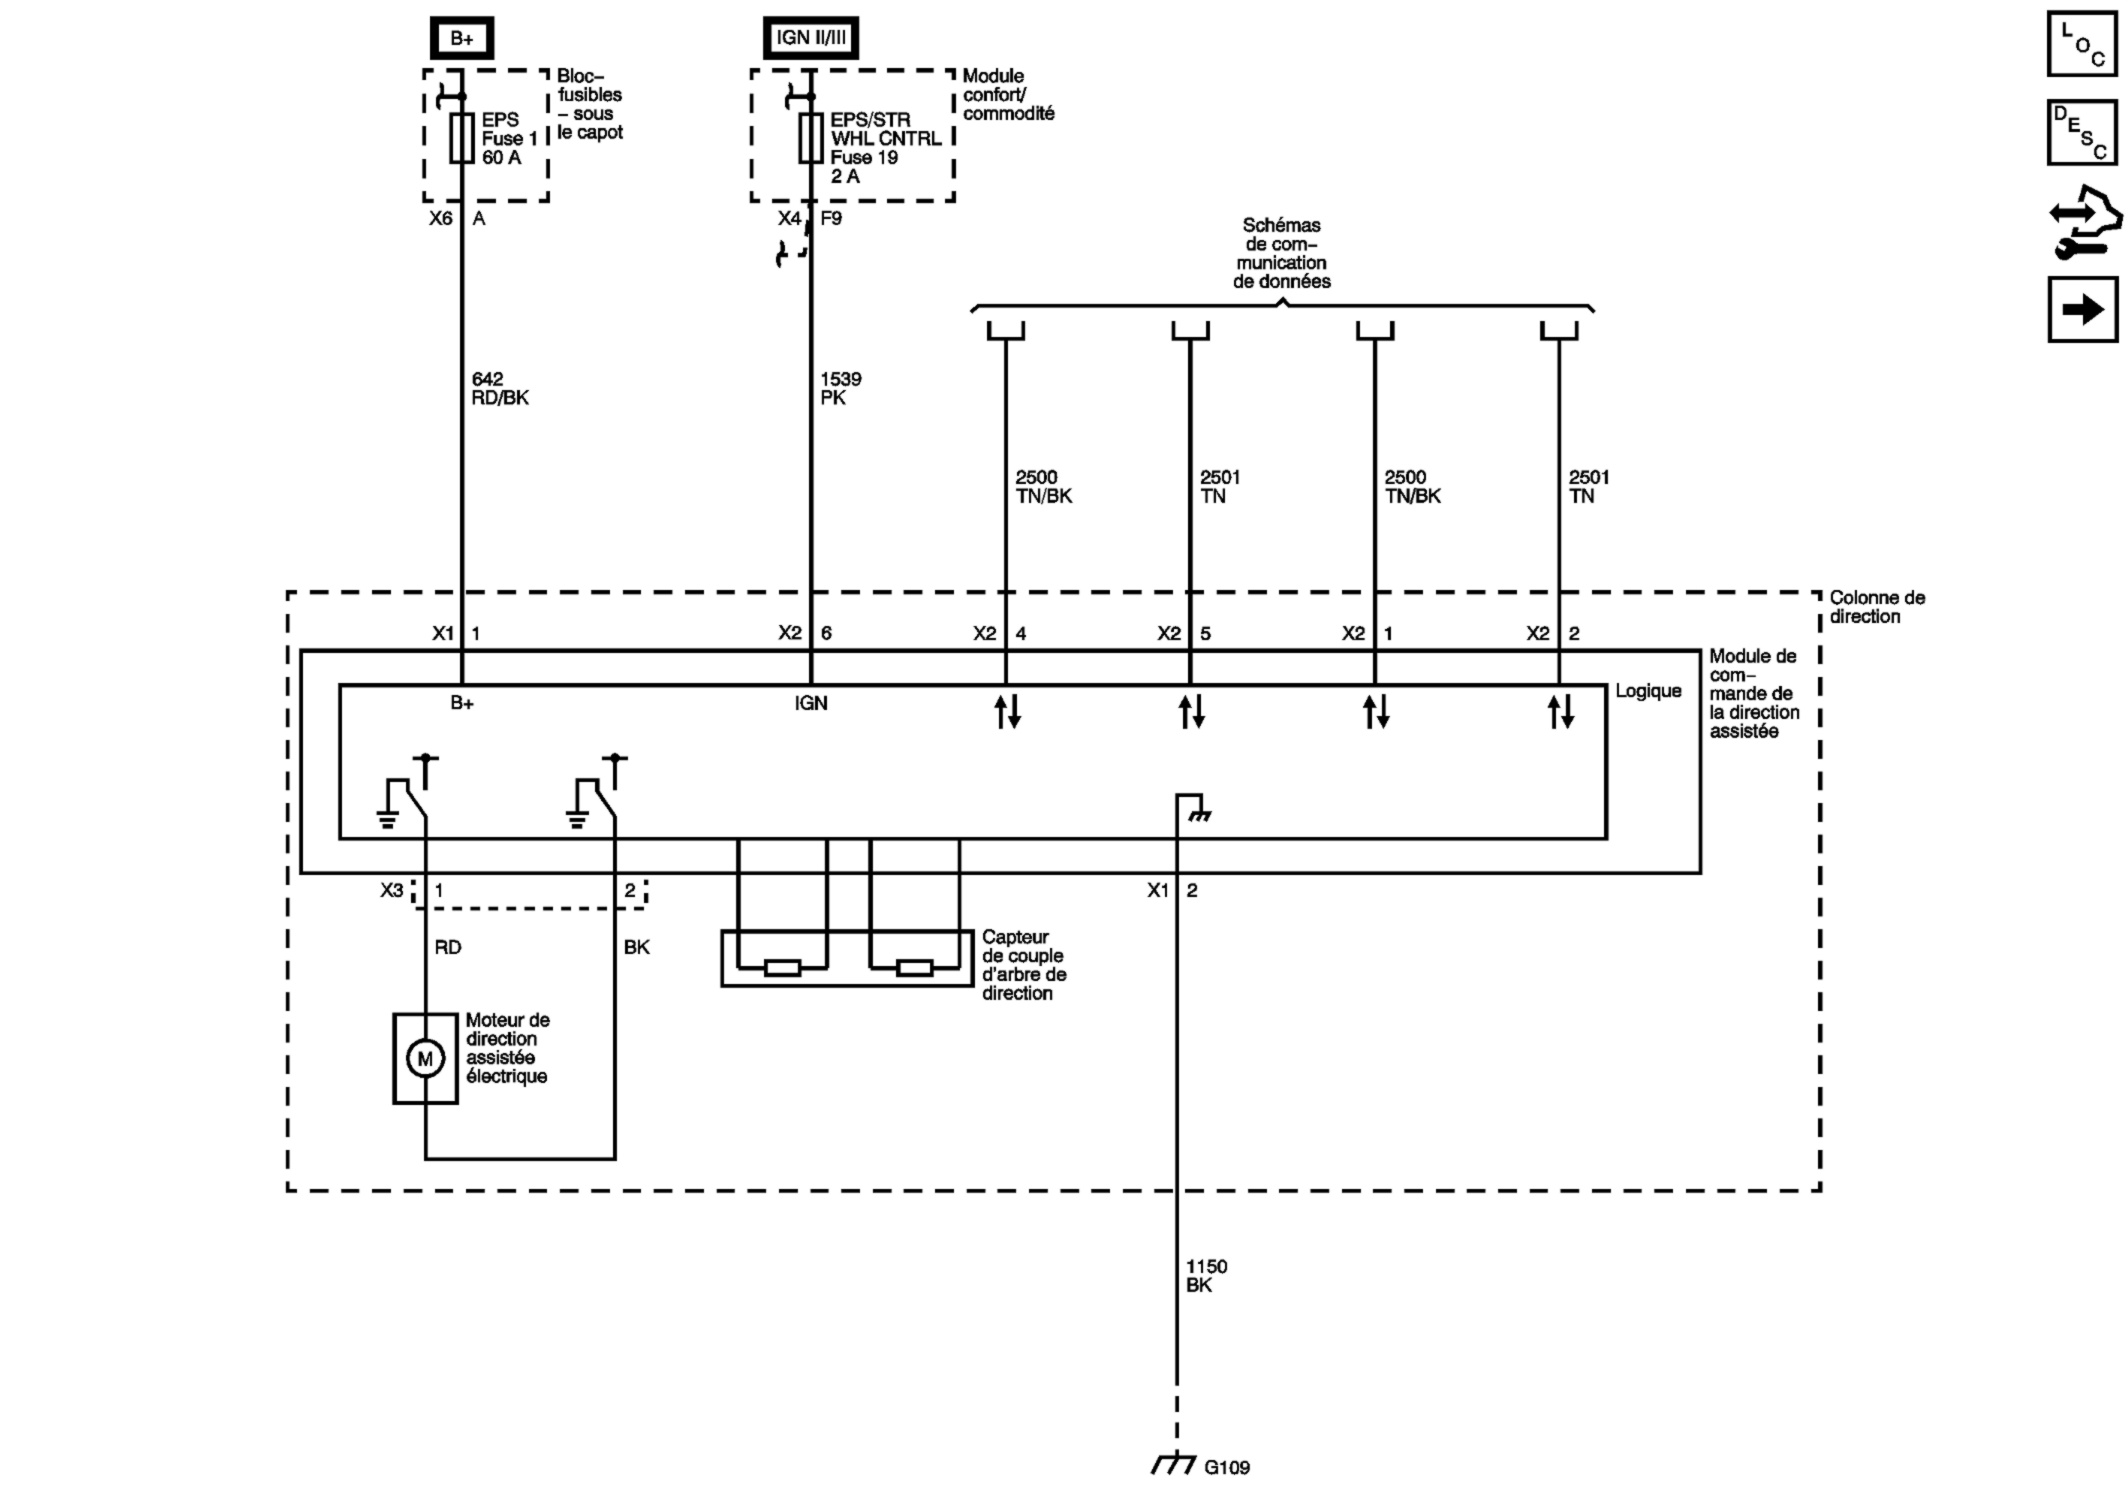 B+
IGN II/III
L
O
C
Bloc–
fusibles
– sous
le capot
EPS
Fuse 1
60 A
Module
confort/
commodité
EPS/STR
WHL CNTRL
Fuse 19
2 A
D
E
S
C
X6 A
X4 F9
Schémas
de com–
munication
de données
642
RD/BK
1539
PK
2500
TN/BK
2501
TN
2500
TN/BK
2501
TN
Colonne de
direction
X1 1
X2 6
X2 4
X2 5
X2 1
X2 2
Module de
com–
mande de
la direction
assistée
Logique
B+
IGN
X3 1
2
X1 2
RD
BK
Capteur
de couple
d'arbre de
direction
Moteur de
direction
assistée
électrique
M
1150
BK
G109